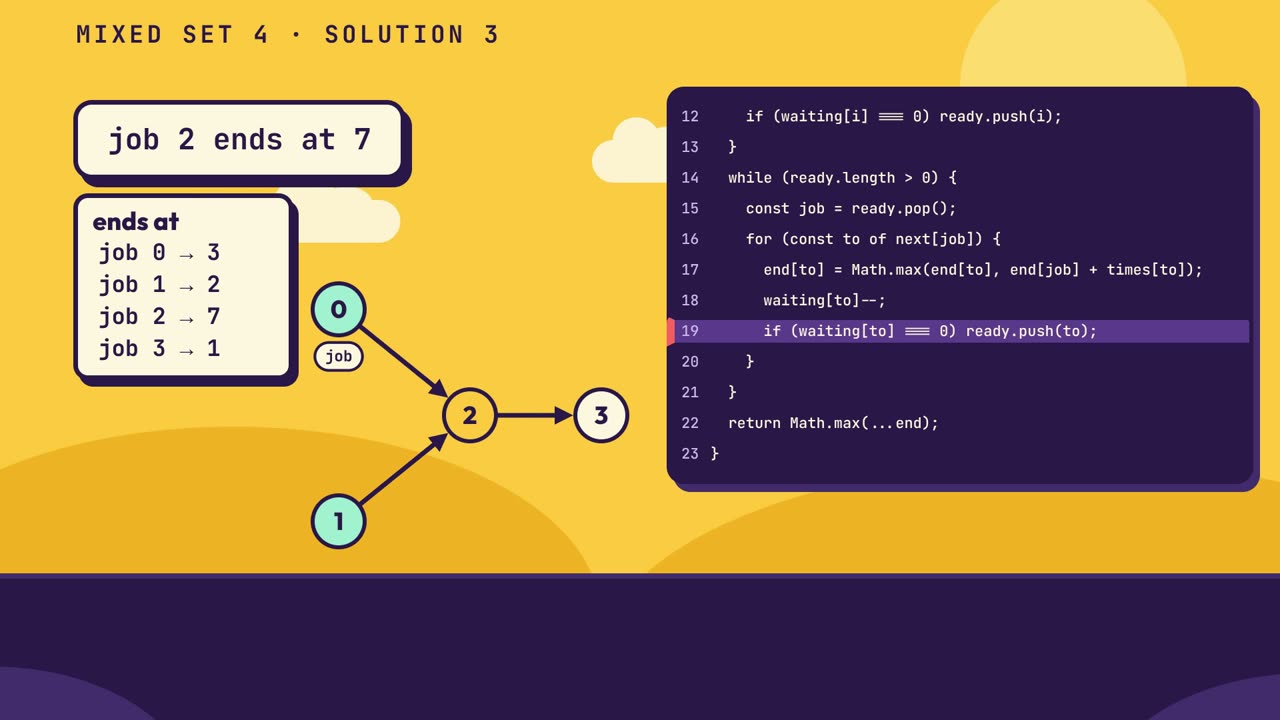 MIXED SET 4 · SOLUTION 3
job 2 ends at 7
ends at
job 0 → 3
job 1 → 2
job 2 → 7
job 3 → 1
0
job
2
3
1
12 if (waiting[i] === 0) ready.push(i);
13 }
14 while (ready.length > 0) {
15 const job = ready.pop();
16 for (const to of next[job]) {
17 end[to] = Math.max(end[to], end[job] + times[to]);
18 waiting[to]--;
19 if (waiting[to] === 0) ready.push(to);
20 }
21 }
22 return Math.max(...end);
23 }